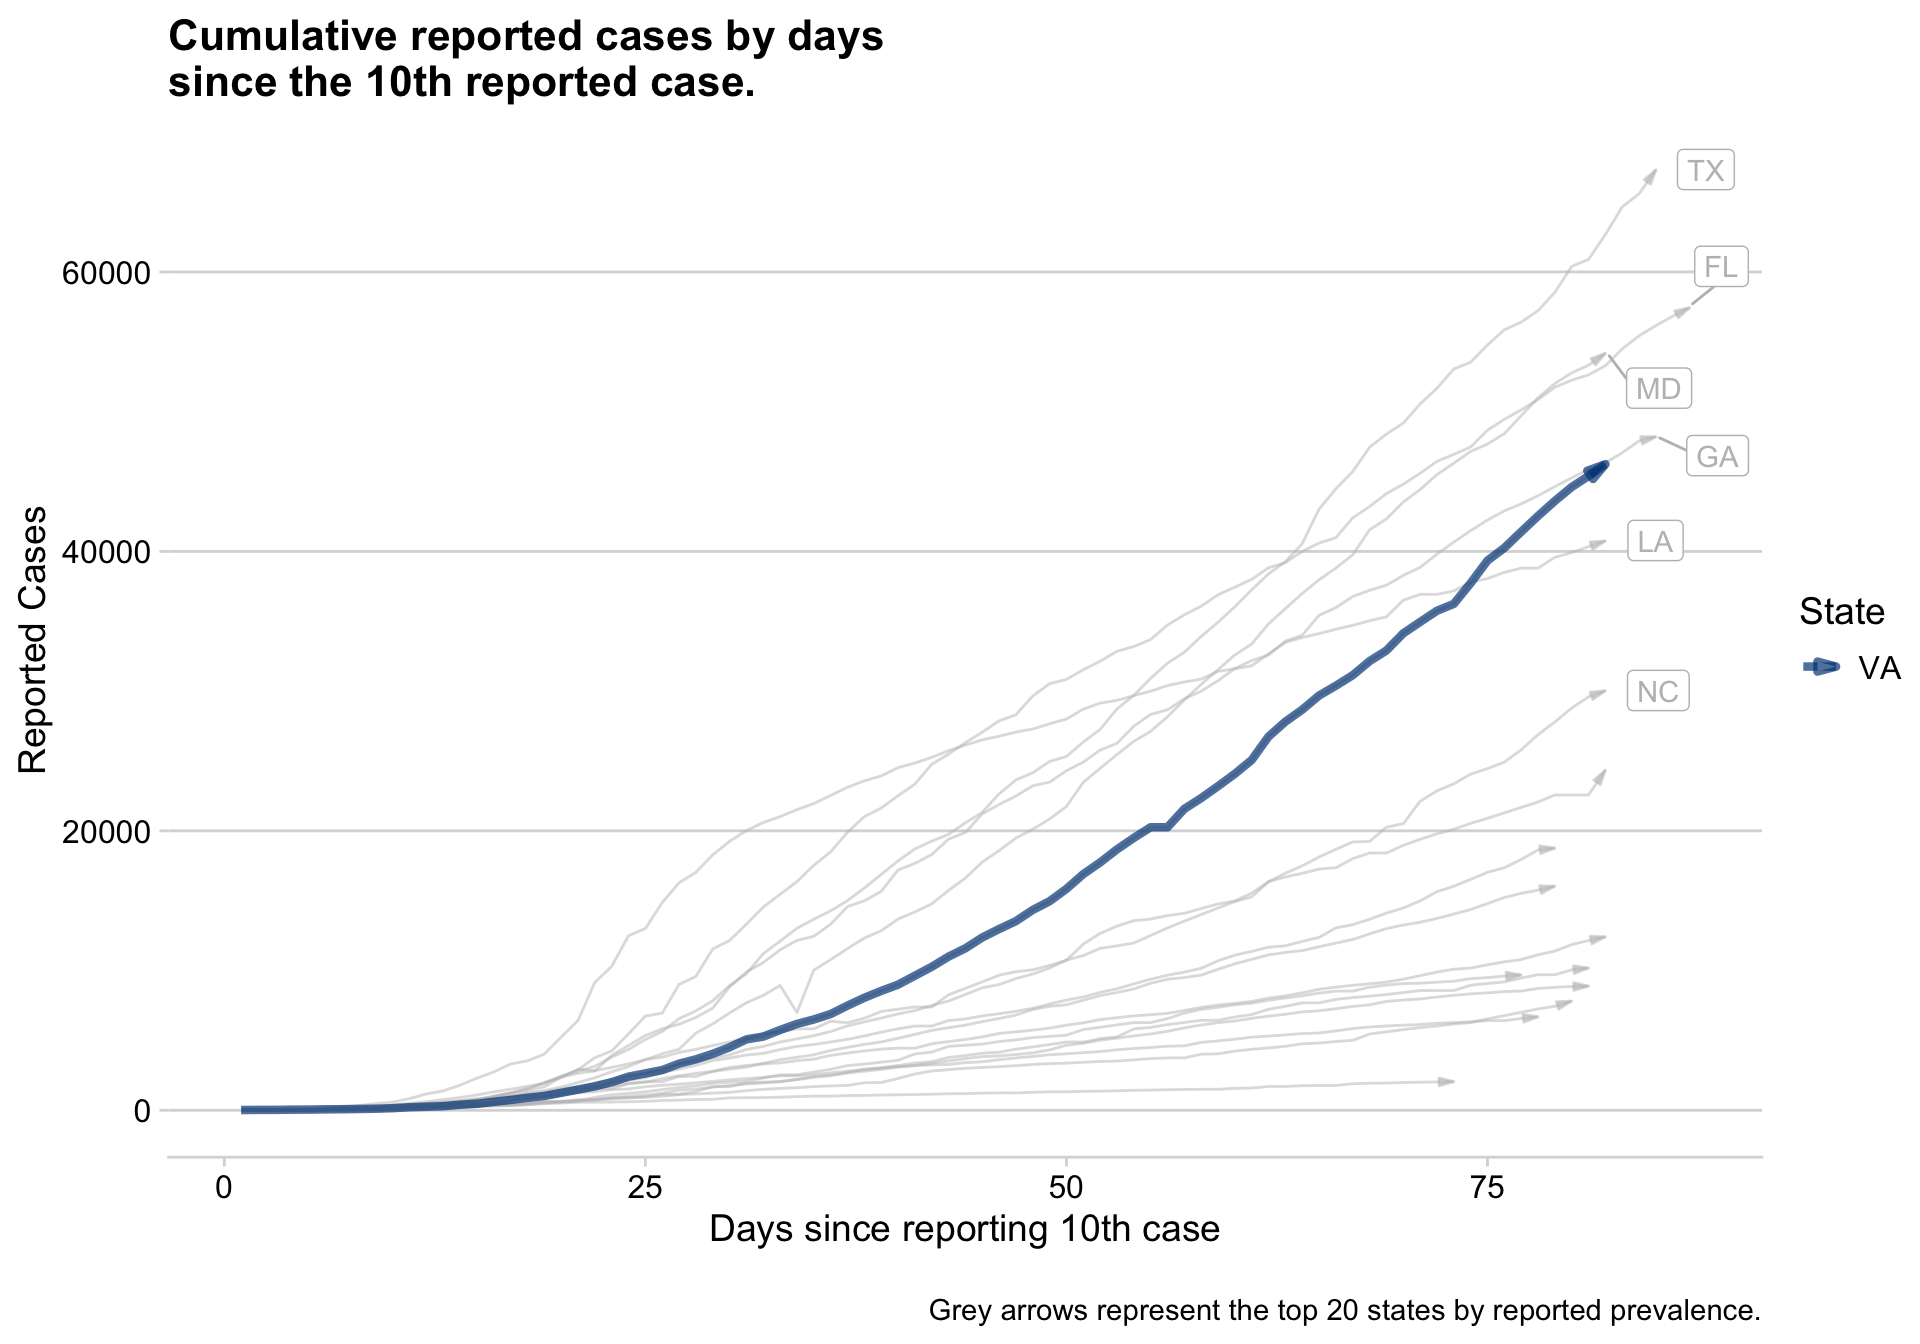 Cumulative reported cases by days
since the 10th reported case.
TX
FL
60000
MD
GA
LA
40000
Reported Cases
State
VA
NC
20000
0
0 25 50 75
Days since reporting 10th case
Grey arrows represent the top 20 states by reported prevalence.